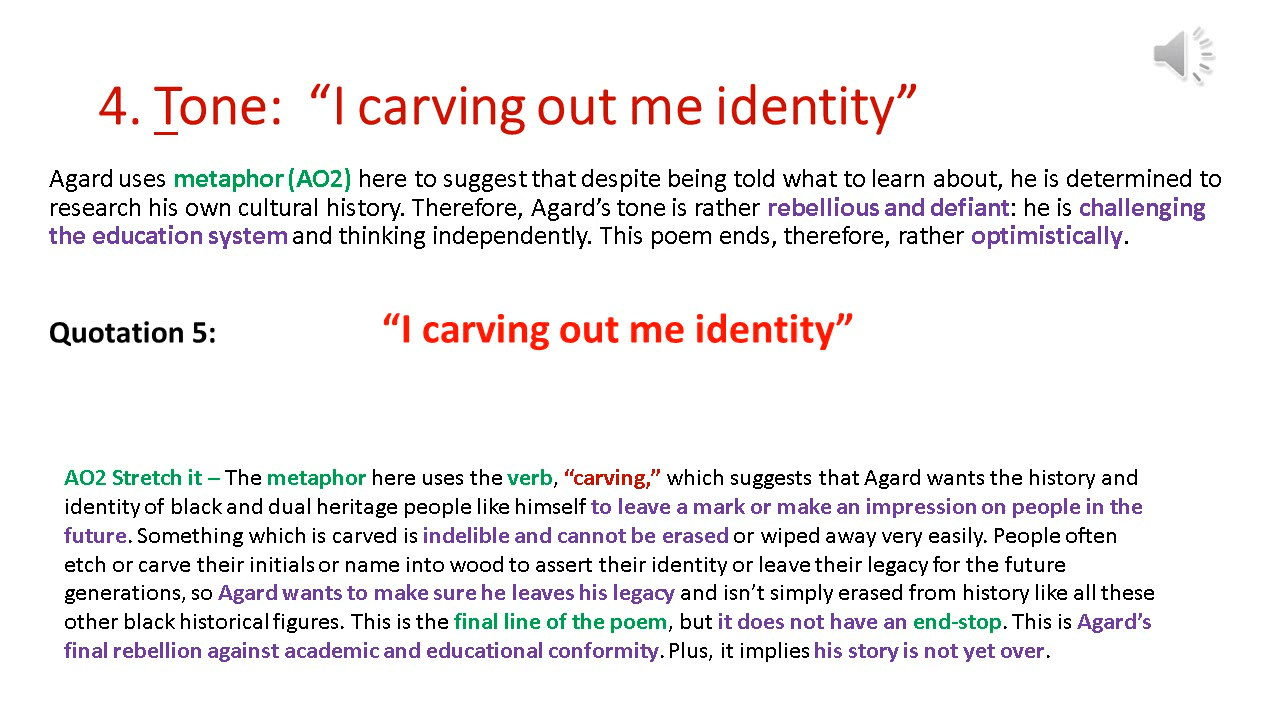 4. Tone: “I carving out me identity”
Agard uses metaphor (AO2) here to suggest that despite being told what to learn about, he is determined to
research his own cultural history. Therefore, Agard’s tone is rather rebellious and defiant: he is challenging
the education system and thinking independently. This poem ends, therefore, rather optimistically.
Quotation 5: “I carving out me identity”
AO2 Stretch it – The metaphor here uses the verb, “carving,” which suggests that Agard wants the history and
identity of black and dual heritage people like himself to leave a mark or make an impression on people in the
future. Something which is carved is indelible and cannot be erased or wiped away very easily. People often
etch or carve their initials or name into wood to assert their identity or leave their legacy for the future
generations, so Agard wants to make sure he leaves his legacy and isn’t simply erased from history like all these
other black historical figures. This is the final line of the poem, but it does not have an end-stop. This is Agard’s
final rebellion against academic and educational conformity. Plus, it implies his story is not yet over.